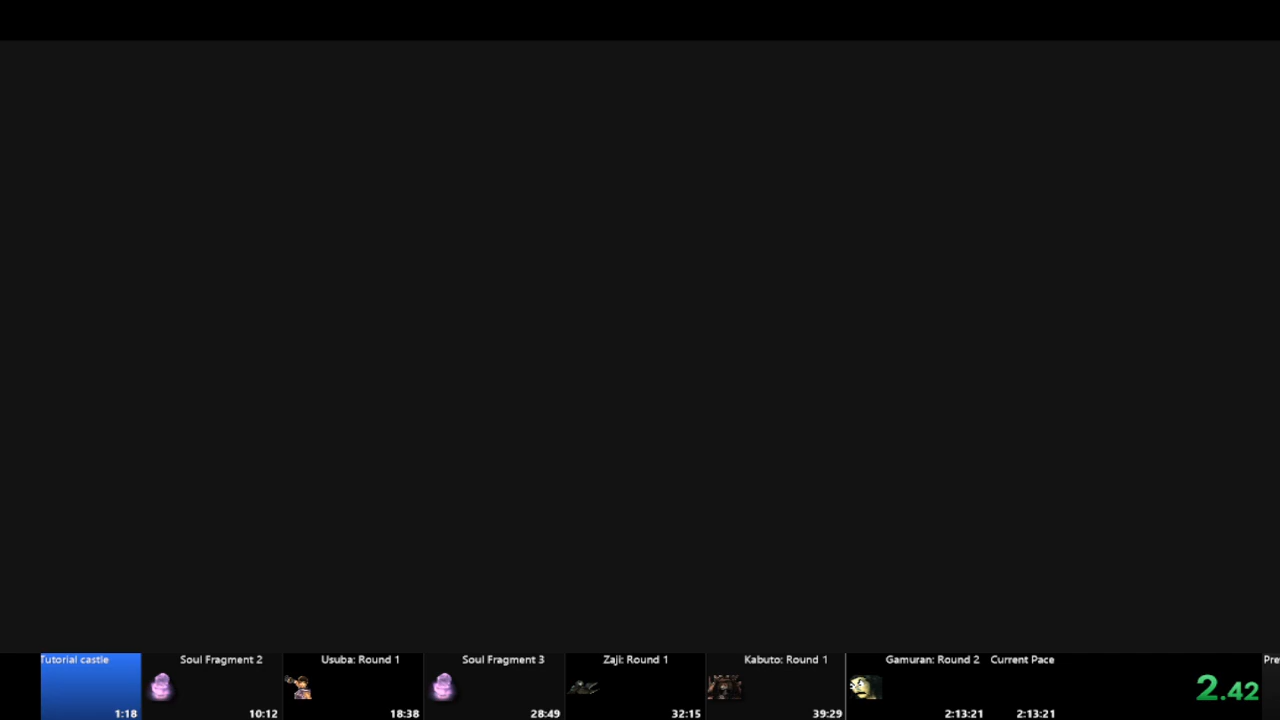 Tutorial castle
1:18
Soul Fragment 2
10:12
Usuba: Round 1
18:38
Soul Fragment 3
28:49
Zaji: Round 1
32:15
Kabuto: Round 1
39:29
Gamuran: Round 2
2:13:21
Current Pace
2:13:21
2.42
Pre